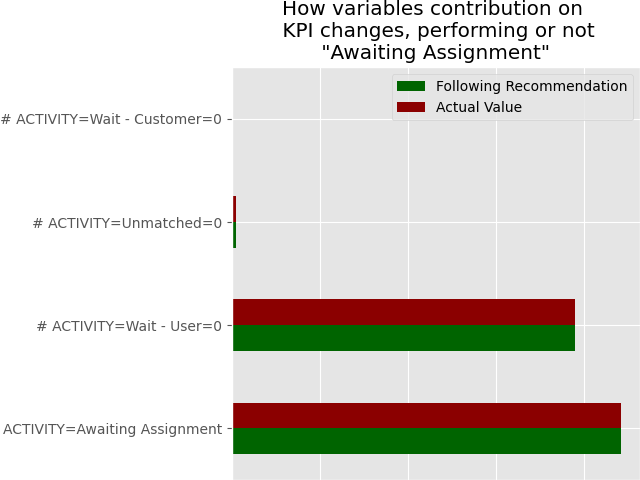 How variables contribution on
KPI changes, performing or not
"Awaiting Assignment"
Following Recommendation
Actual Value
# ACTIVITY=Wait - Customer=0
# ACTIVITY=Unmatched=0
# ACTIVITY=Wait - User=0
ACTIVITY=Awaiting Assignment